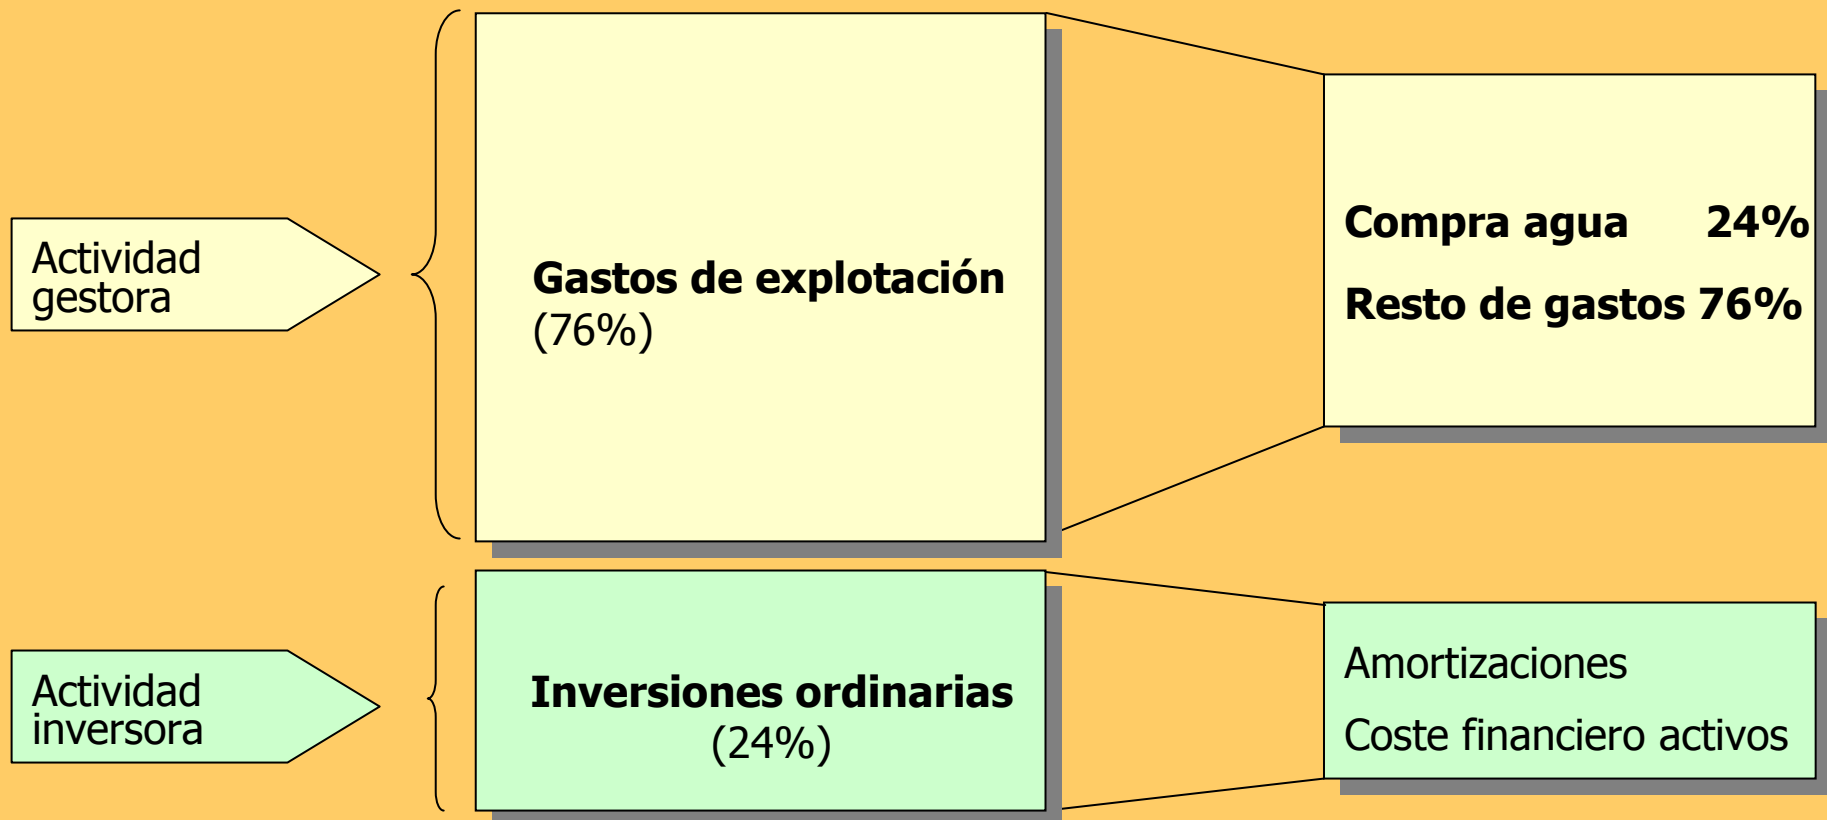 Actividad
gestora
Gastos de explotación
(76%)
Compra agua 24%
Resto de gastos 76%
Actividad
inversora
Inversiones ordinarias
(24%)
Amortizaciones
Coste financiero activos